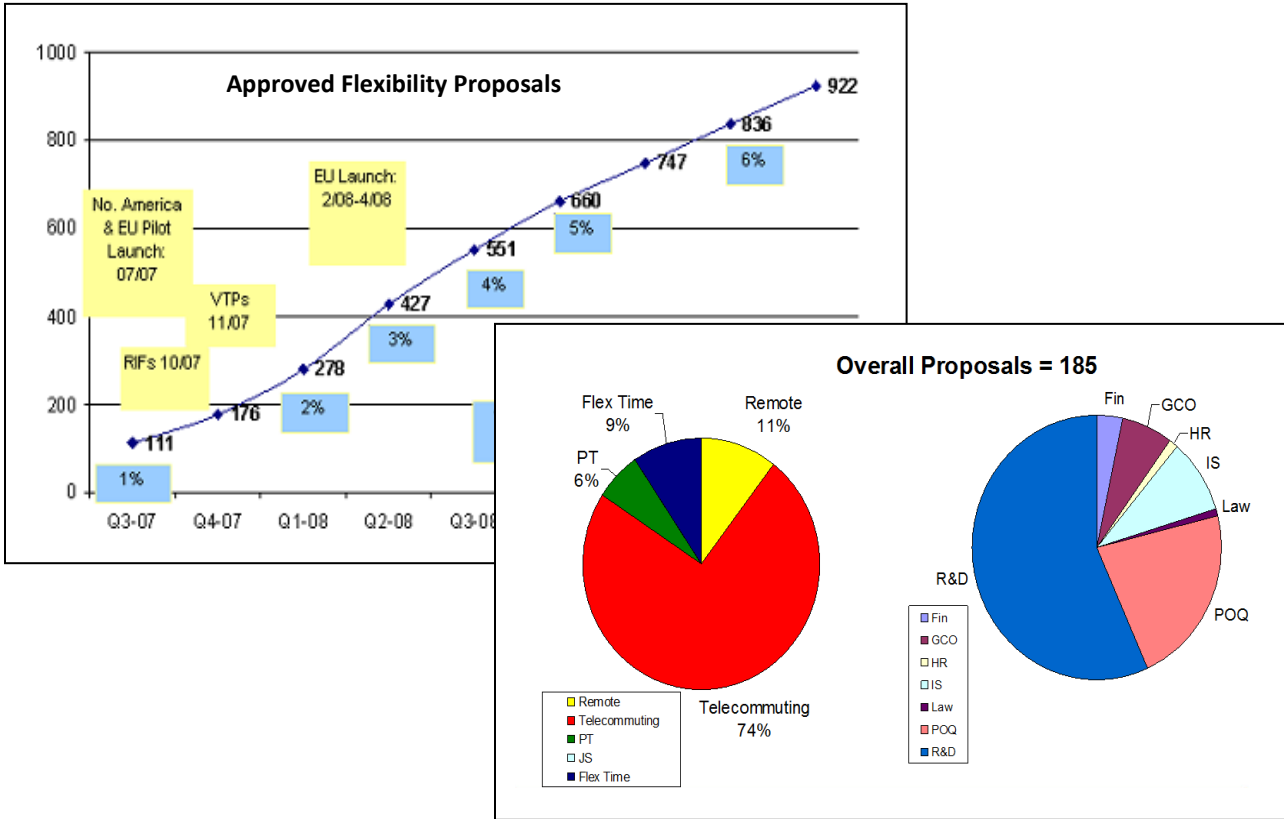 Approved Flexibility Proposals
1000
800
600
400
200
0
922
836
747
660
551
427
278
176
111
6%
5%
4%
3%
2%
1%
EU Launch:
2/08-4/08
No. America
& EU Pilot
Launch:
07/07
VTPs
11/07
RIFs 10/07
Q3-07
Q4-07
Q1-08
Q2-08
Overall Proposals = 185
Flex Time
9%
Remote
11%
PT
6%
Telecommuting
74%
Remote
Telecommuting
PT
JS
Flex Time
Fin
GCO
HR
IS
Law
POQ
R&D
Fin
GCO
HR
IS
Law
POQ
R&D